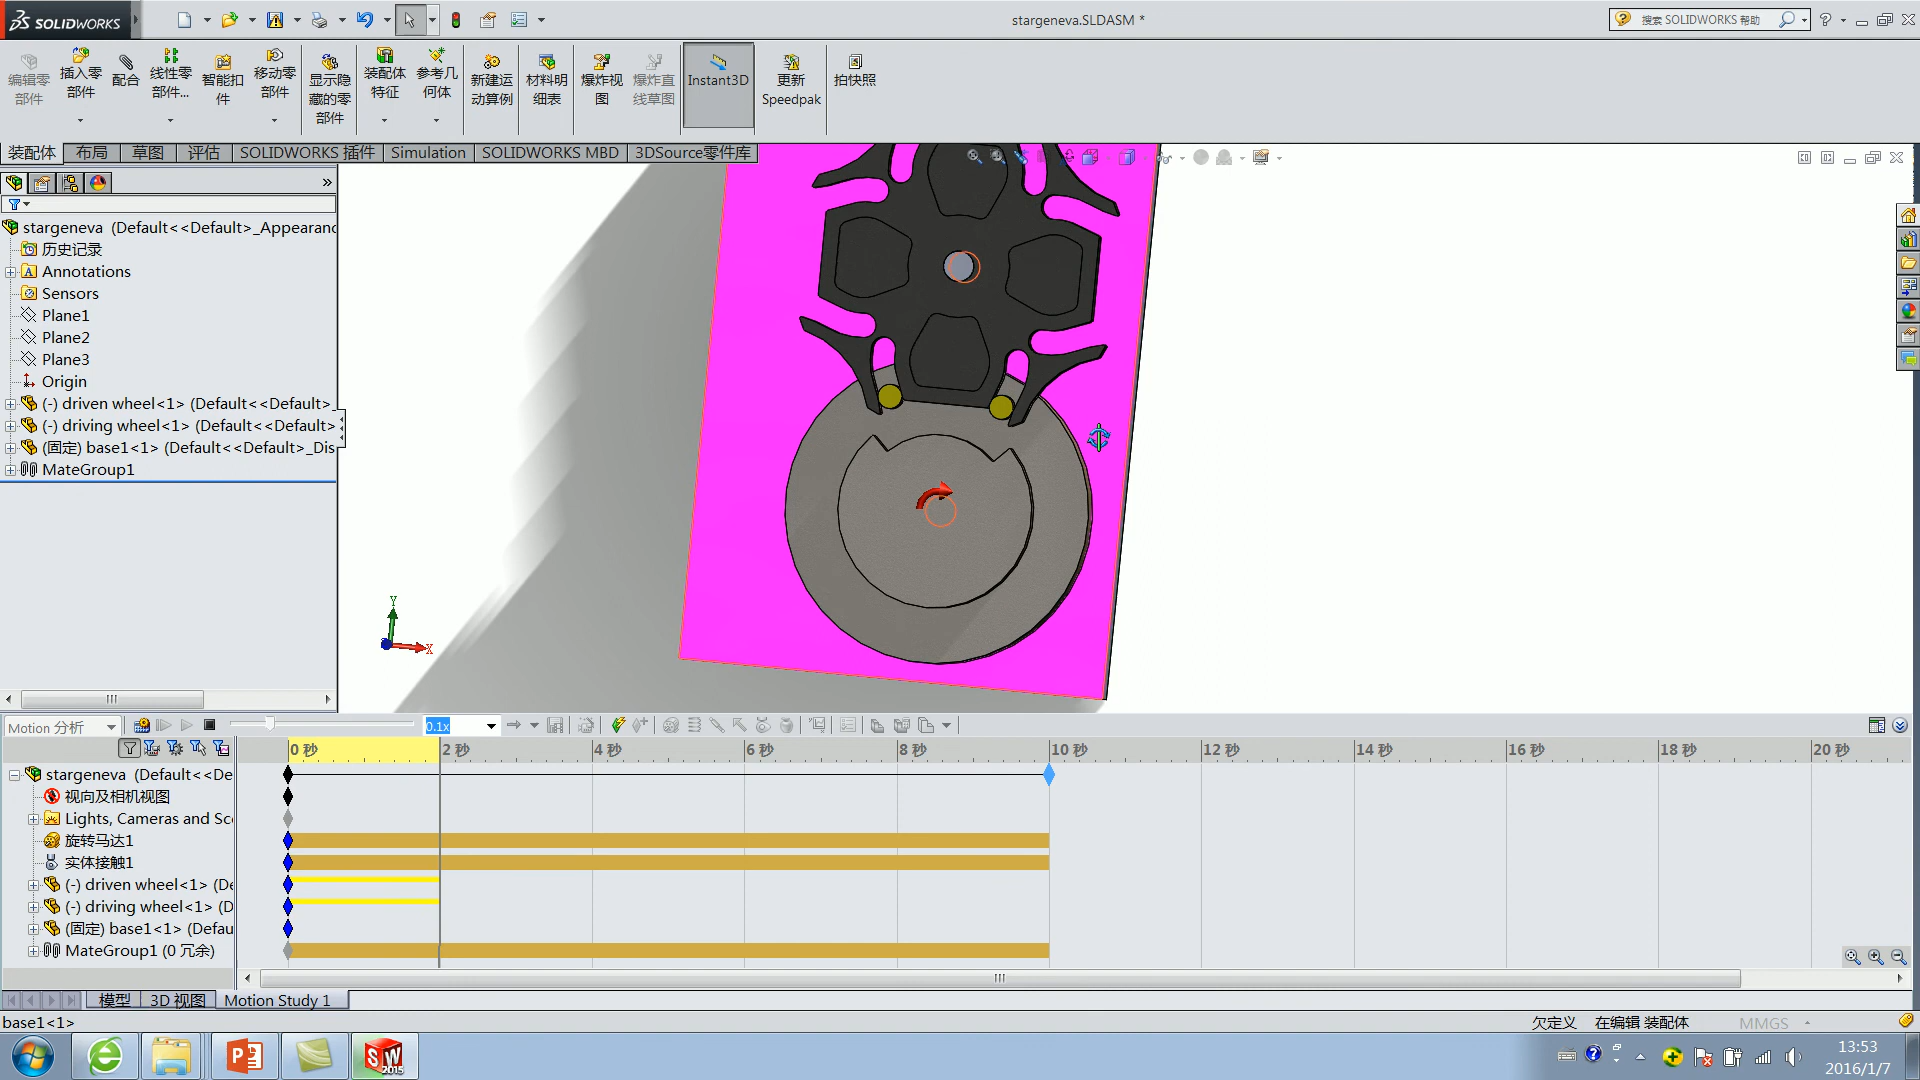 SOLIDWORKS
stargeneva.SLDASM *
搜索 SOLIDWORKS 帮助
编辑零部件
插入零部件
配合
线性零部件...
智能扣件
移动零部件
显示隐藏的零部件
装配体特征
参考几何体
新建运动算例
材料明细表
爆炸视图
爆炸直线草图
Instant3D
更新 Speedpak
拍快照
装配体 布局 草图 评估 SOLIDWORKS 插件 Simulation SOLIDWORKS MBD 3DSource零件库
stargeneva (Default<<Default>_Appearanc
历史记录
Annotations
Sensors
Plane1
Plane2
Plane3
Origin
(-) driven wheel<1> (Default<<Default>_
(-) driving wheel<1> (Default<<Default>
(固定) base1<1> (Default<<Default>_Dis
MateGroup1
Y
X
Motion 分析
0.1x
0 秒 2 秒 4 秒 6 秒 8 秒 10 秒 12 秒 14 秒 16 秒 18 秒 20 秒
stargeneva (Default<<De
视向及相机视图
Lights, Cameras and Sc
旋转马达1
实体接触1
(-) driven wheel<1> (De
(-) driving wheel<1> (D
(固定) base1<1> (Defau
MateGroup1 (0 冗余)
模型 3D 视图 Motion Study 1
base1<1>
欠定义 在编辑 装配体 MMGS
SW 2015
13:53
2016/1/7